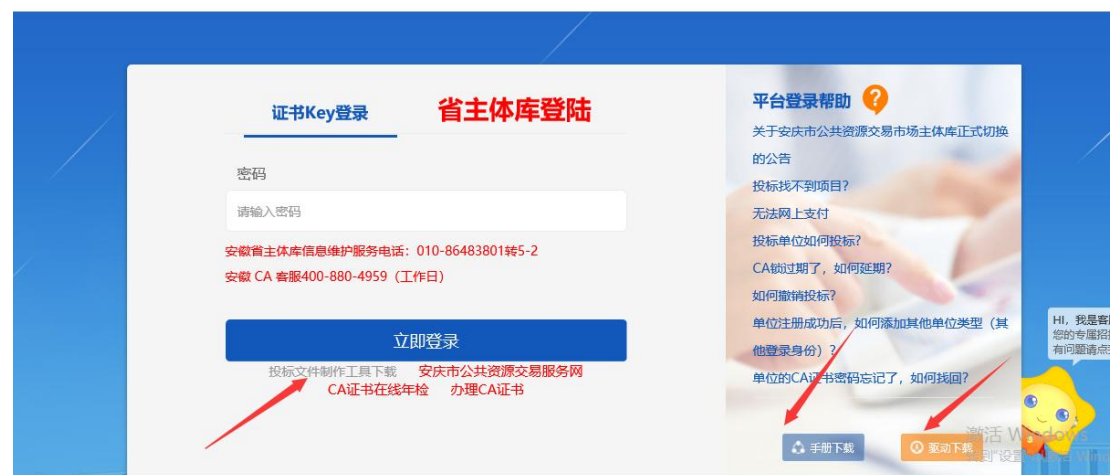 证书Key登录
省主体库登陆
密码
请输入密码
安徽省主体库信息维护服务电话：010-86483801转5-2
安徽 CA 客服400-880-4959（工作日）
立即登录
投标文件制作工具下载 安庆市公共资源交易服务网
CA证书在线年检 办理CA证书
平台登录帮助 ?
关于安庆市公共资源交易市场主体库正式切换
的公告
投标找不到项目?
无法网上支付
投标单位如何投标?
CA锁过期了，如何延期?
如何撤销投标?
单位注册成功后，如何添加其他单位类型（其
他登录身份）?
单位的CA证书密码忘记了，如何找回?
手册下载
驱动下载
HI，我是客
您的专属招
有问题请点
激活 Windows
到"设置